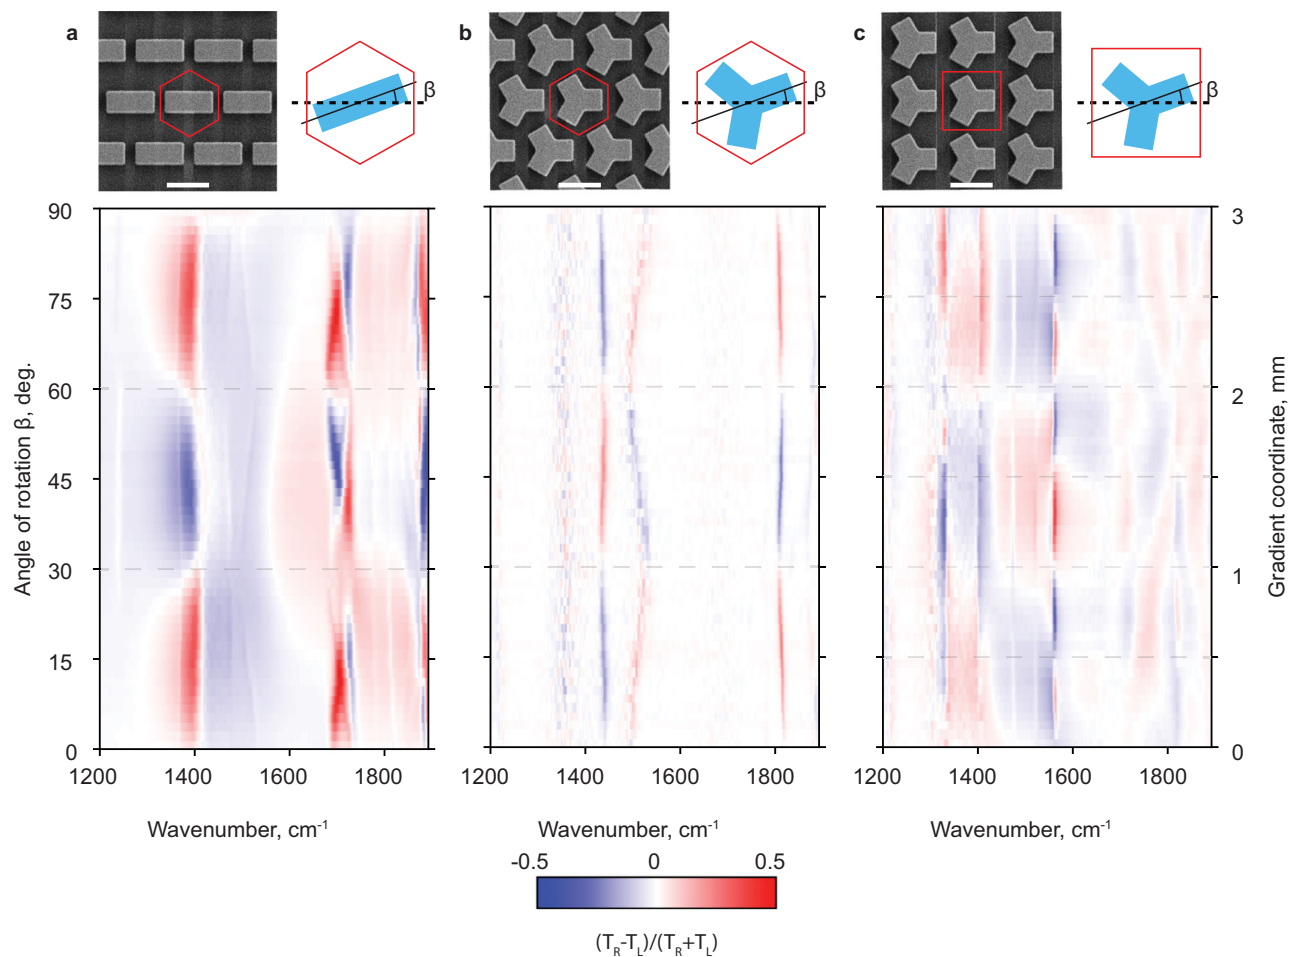 a
b
c
β
β
β
90
75
60
45
30
15
0
Angle of rotation β, deg.
3
2
1
0
Gradient coordinate, mm
1200 1400 1600 1800
1200 1400 1600 1800
1200 1400 1600 1800
Wavenumber, cm-1
Wavenumber, cm-1
Wavenumber, cm-1
-0.5 0 0.5
(TR-TL)/(TR+TL)